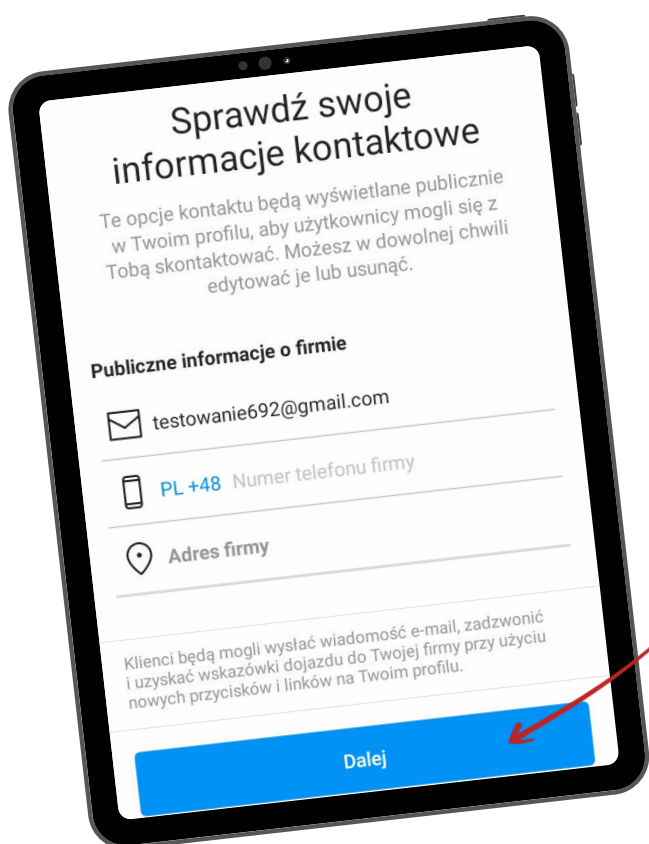 Sprawdź swoje
informacje kontaktowe
Te opcje kontaktu będą wyświetlane publicznie
w Twoim profilu, aby użytkownicy mogli się z
Tobą skontaktować. Możesz w dowolnej chwili
edytować je lub usunąć.
Publiczne informacje o firmie
testowanie692@gmail.com
PL +48 Numer telefonu firmy
Adres firmy
Klienci będą mogli wysłać wiadomość e-mail, zadzwonić
i uzyskać wskazówki dojazdu do Twojej firmy przy użyciu
nowych przycisków i linków na Twoim profilu.
Dalej